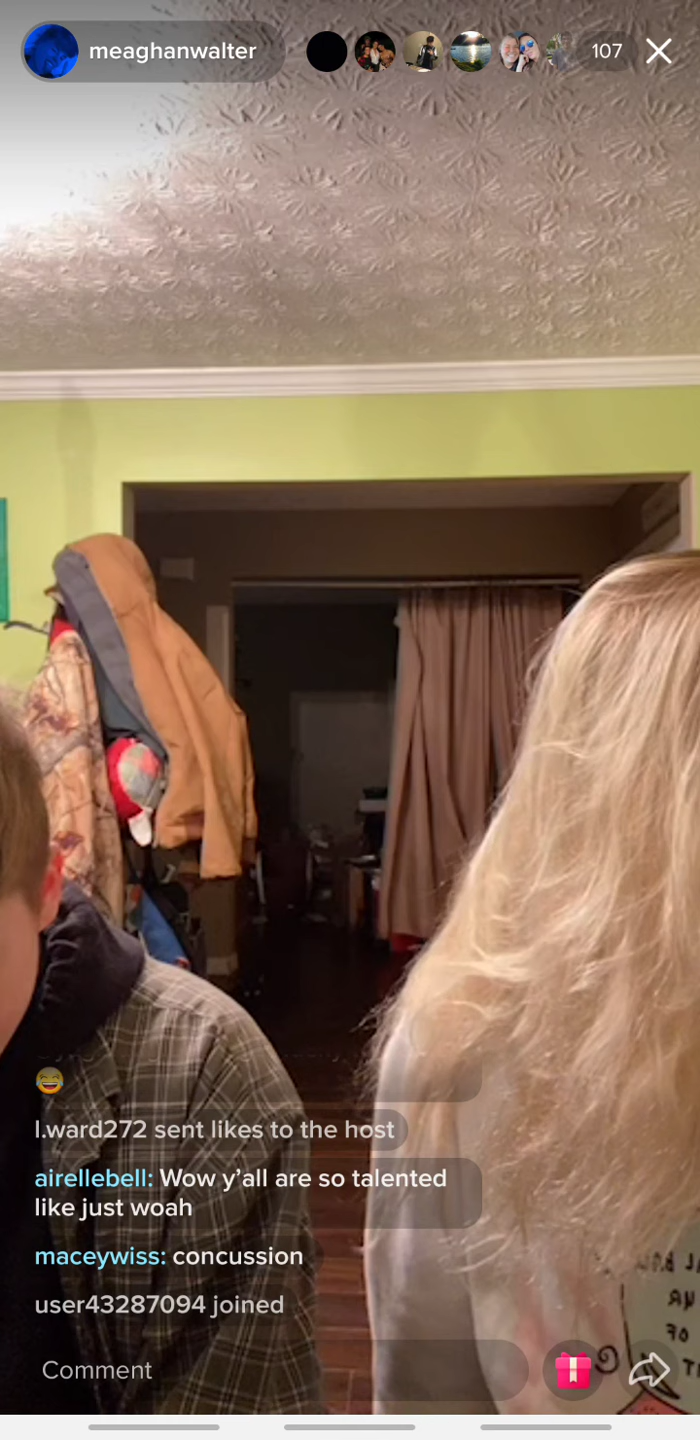 meaghanwalter
107
l.ward272 sent likes to the host
airellebell: Wow y'all are so talented
like just woah
maceywiss: concussion
user43287094 joined
OF
Comment